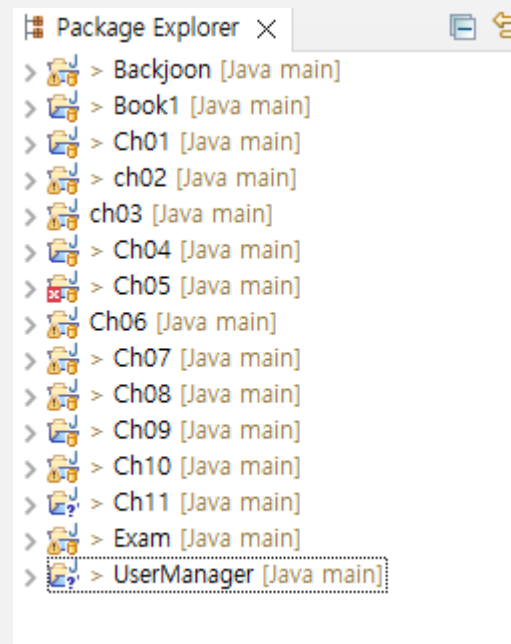 Package Explorer
> Backjoon [Java main]
> Book1 [Java main]
> Ch01 [Java main]
> ch02 [Java main]
ch03 [Java main]
> Ch04 [Java main]
> Ch05 [Java main]
Ch06 [Java main]
> Ch07 [Java main]
> Ch08 [Java main]
> Ch09 [Java main]
> Ch10 [Java main]
> Ch11 [Java main]
> Exam [Java main]
> UserManager [Java main]